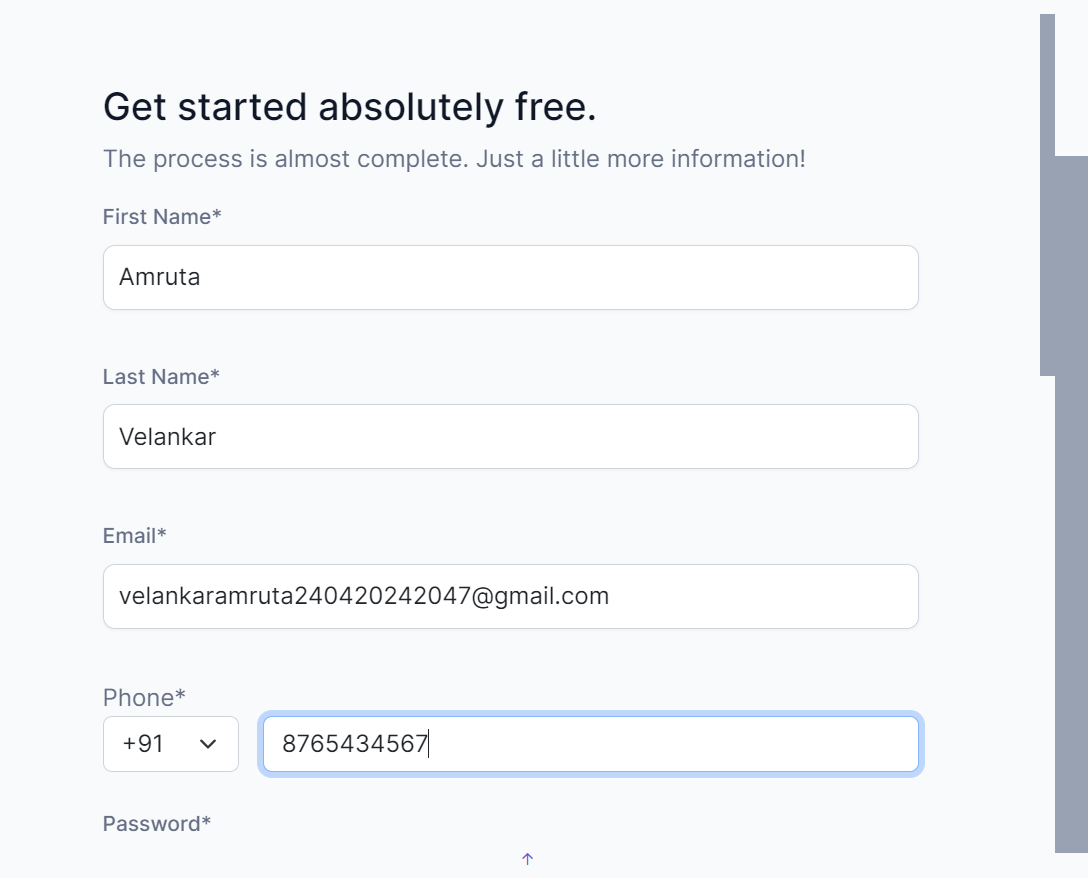 Get started absolutely free.
The process is almost complete. Just a little more information!
First Name*
Amruta
Last Name*
Velankar
Email*
velankaramruta240420242047@gmail.com
Phone*
+91 8765434567
Password*